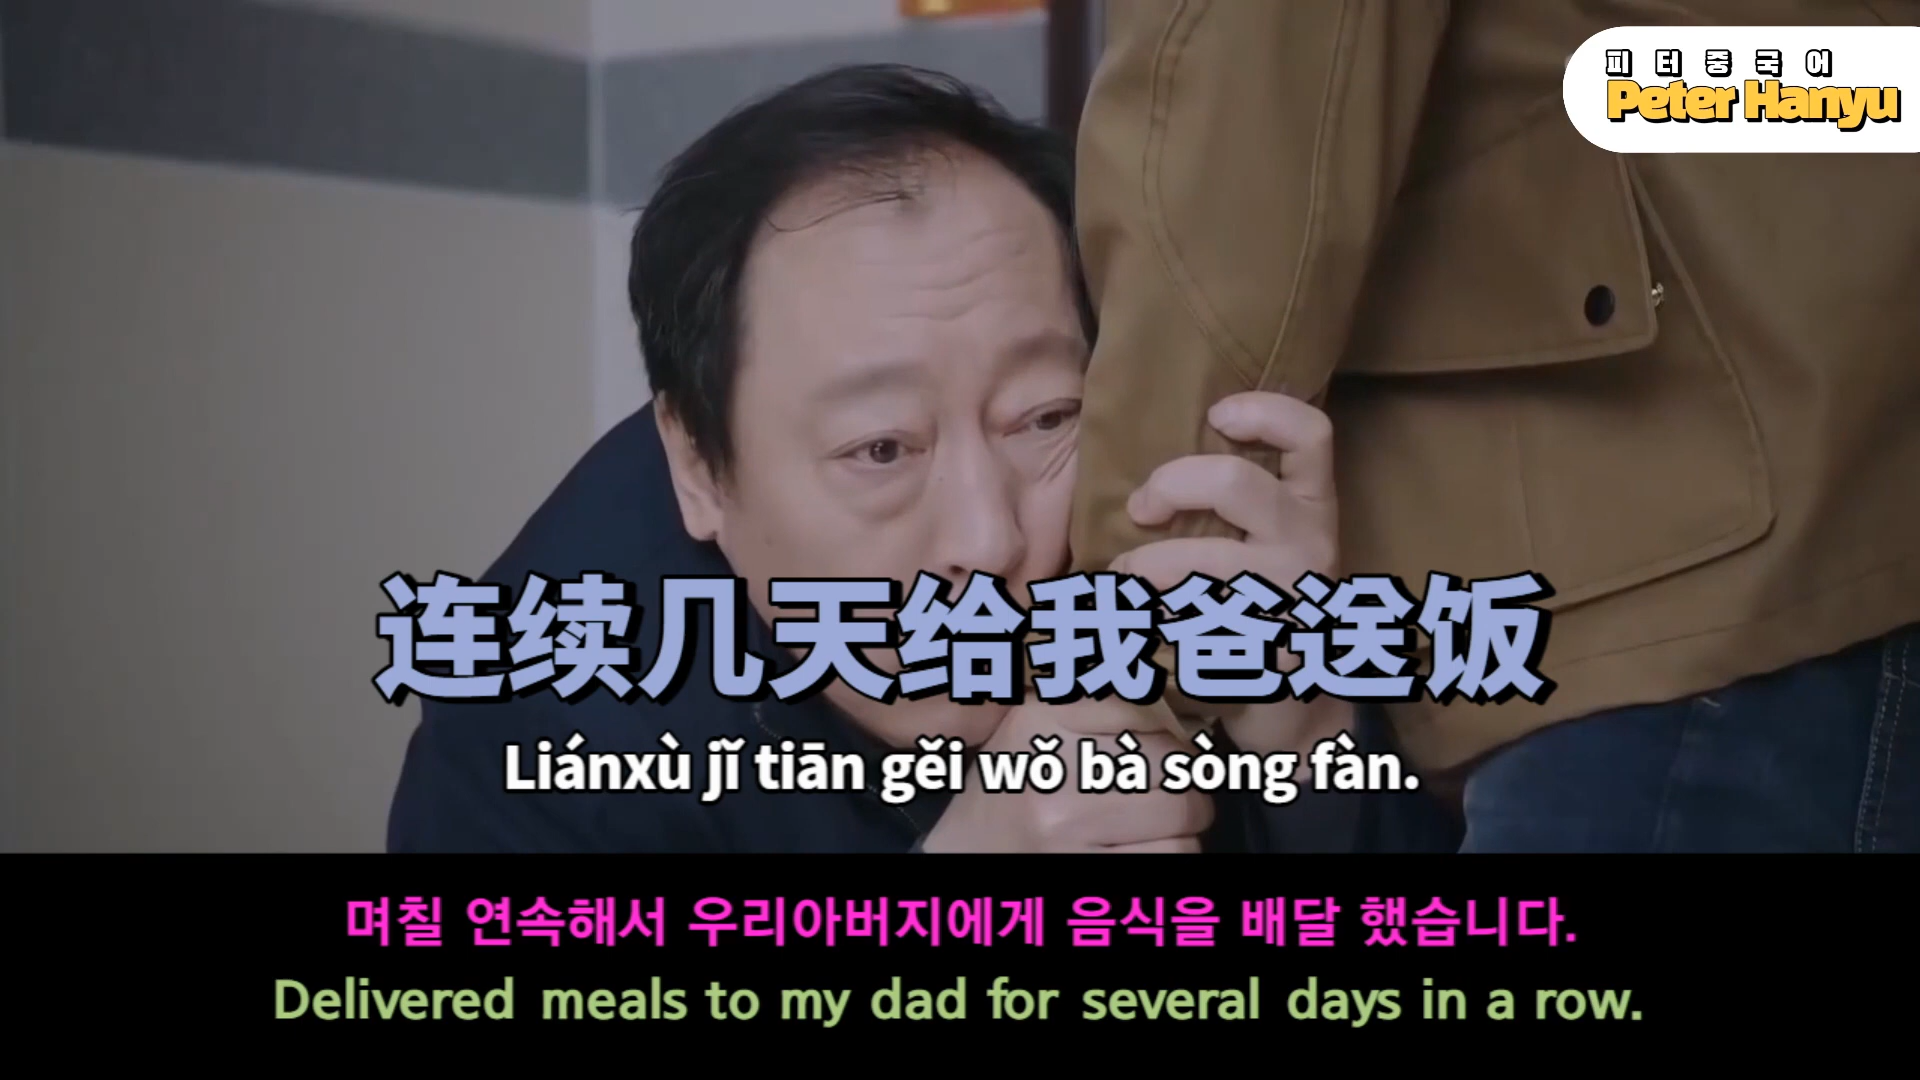 피터중국어
Peter Hanyu
连续几天给我爸送饭
Liánxù jǐ tiān gěi wǒ bà sòng fàn.
며칠 연속해서 우리아버지에게 음식을 배달 했습니다.
Delivered meals to my dad for several days in a row.